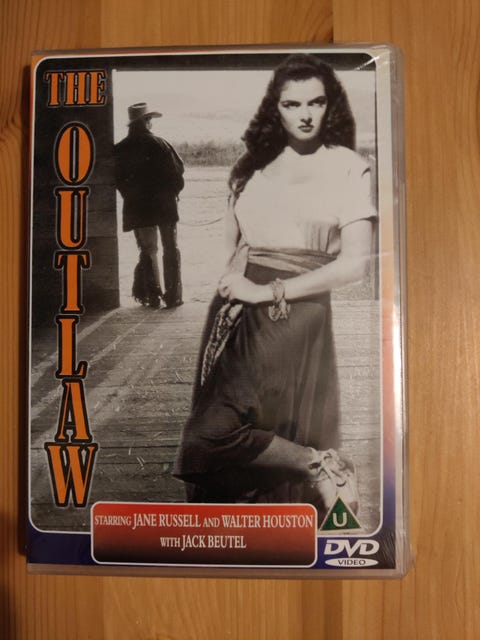 THE
OUTLAW
STARRING JANE RUSSELL AND WALTER HOUSTON
WITH JACK BEUTEL
U
DVD
VIDEO